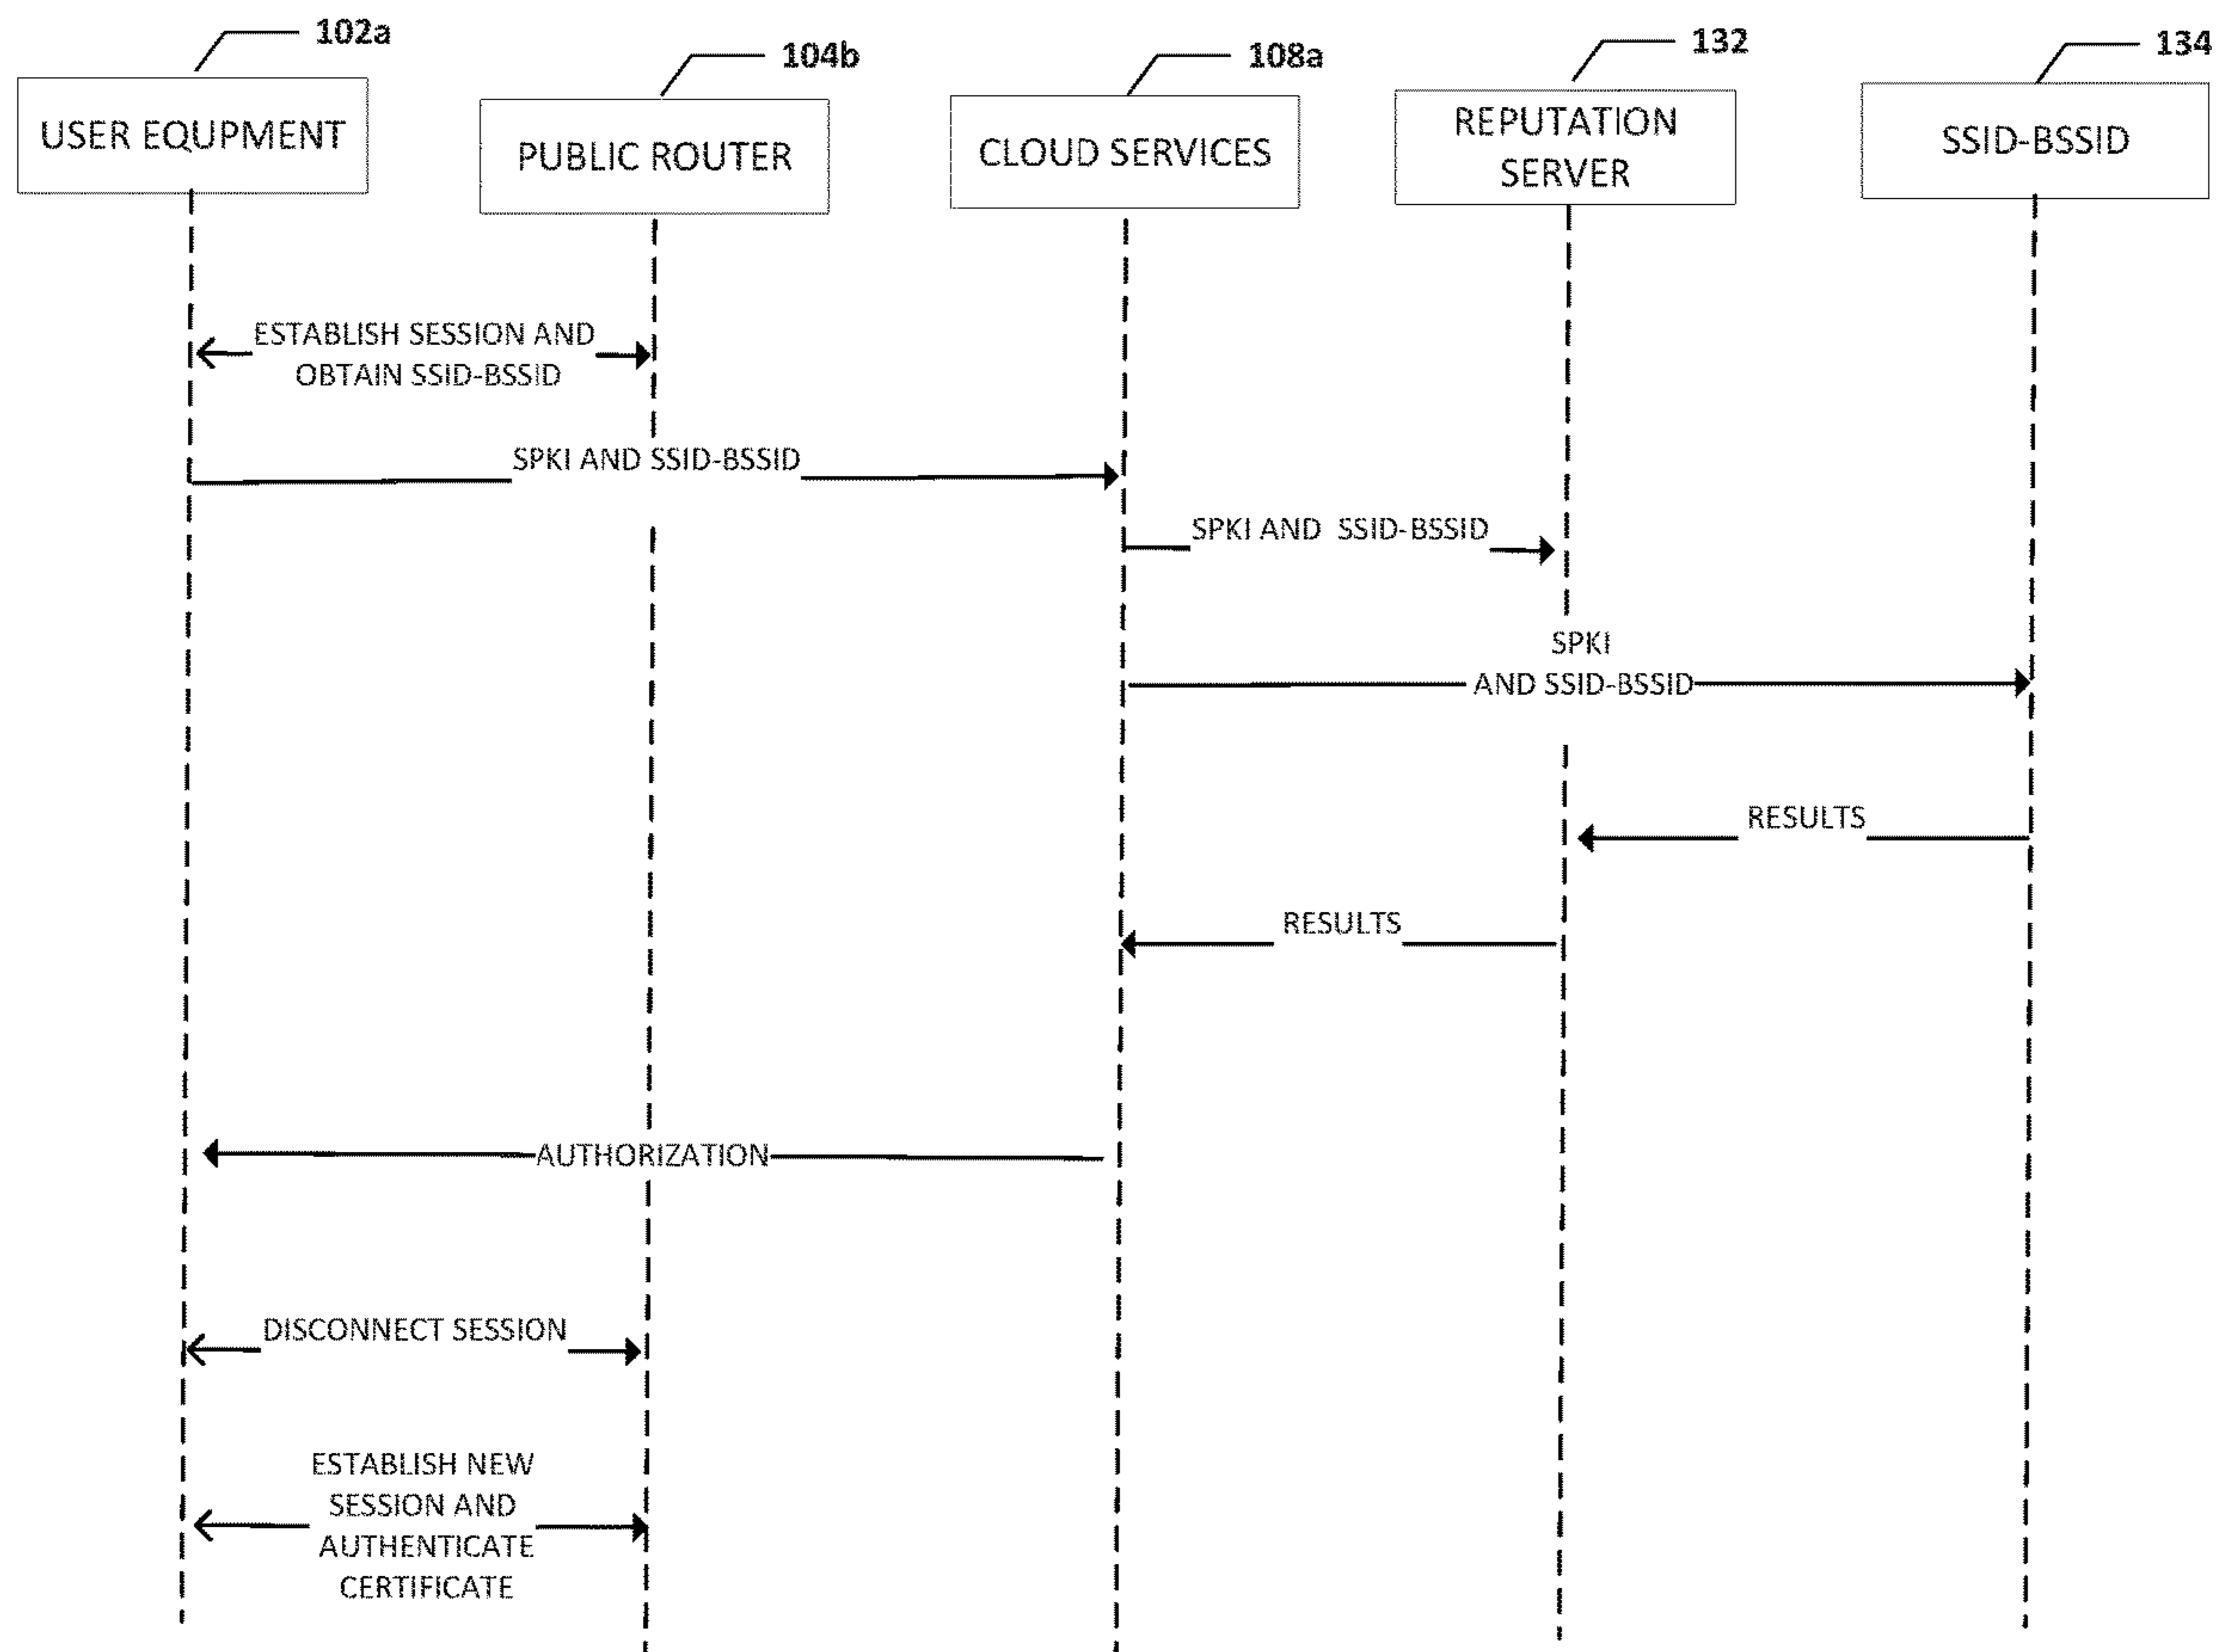 102a
104b
108a
132
134
USER EQUPMENT
PUBLIC ROUTER
CLOUD SERVICES
REPUTATION
SERVER
SSID-BSSID
ESTABLISH SESSION AND
OBTAIN SSID-BSSID
SPKI AND SSID-BSSID
SPKI AND SSID-BSSID
SPKI
AND SSID-BSSID
RESULTS
RESULTS
AUTHORIZATION
DISCONNECT SESSION
ESTABLISH NEW
SESSION AND
AUTHENTICATE
CERTIFICATE